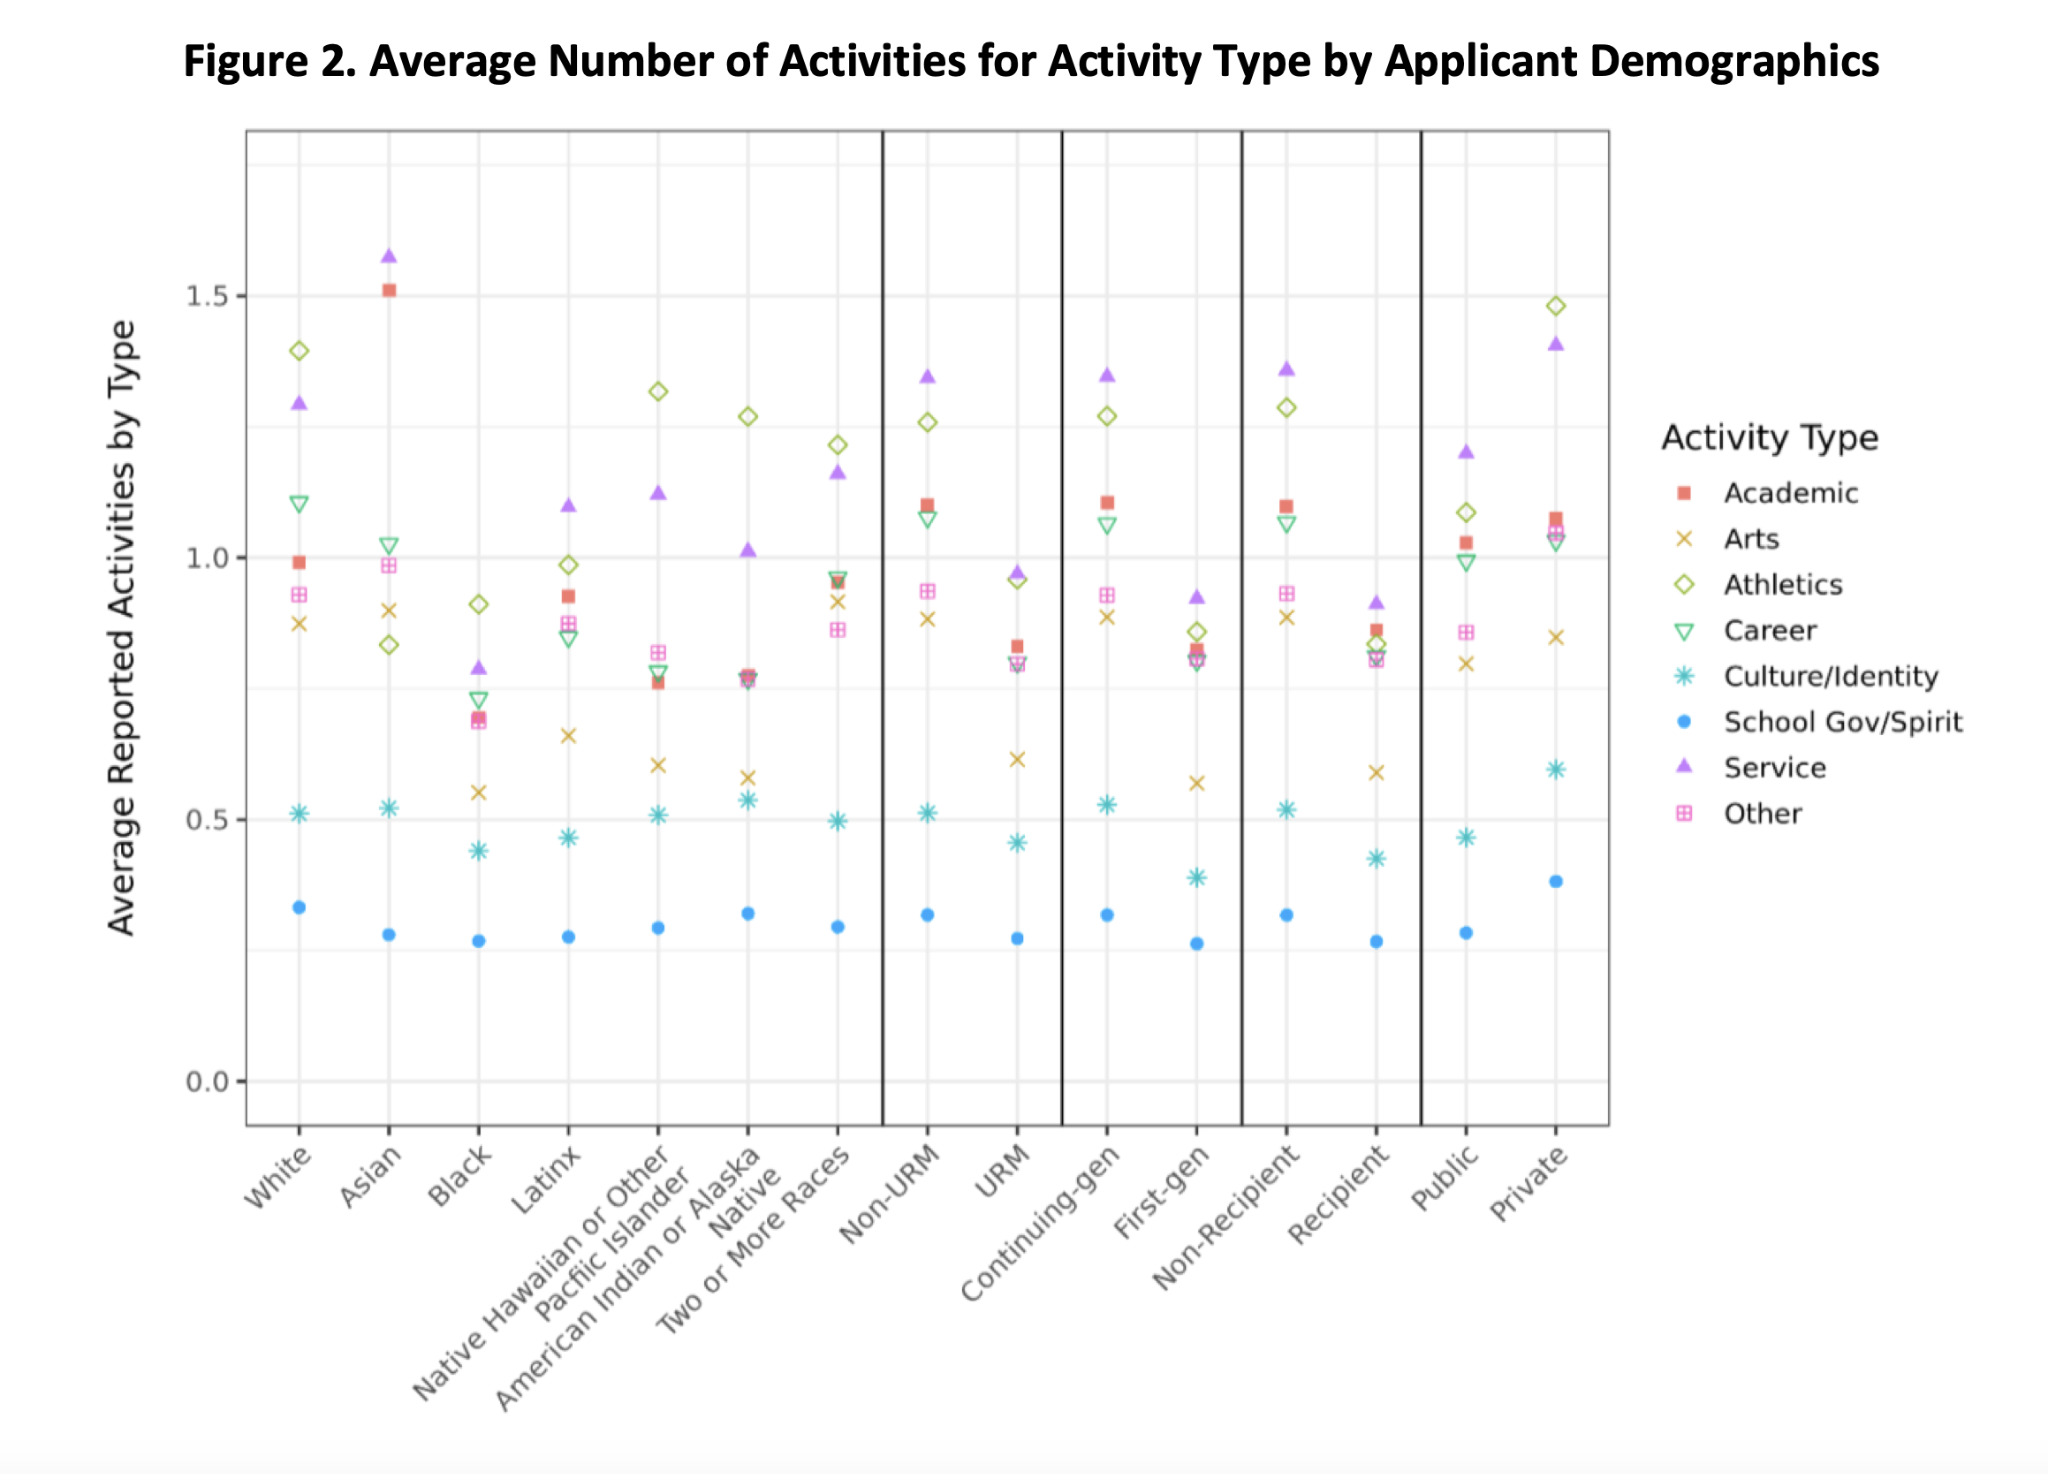 Figure 2. Average Number of Activities for Activity Type by Applicant Demographics
Average Reported Activities by Type
1.5
1.0
0.5
0.0
White
Asian
Black
Latinx
Native Hawaiian or Other
Pacfiic Islander
American Indian or Alaska
Native
Two or More Races
Non-URM
URM
Continuing-gen
First-gen
Non-Recipient
Recipient
Public
Private
Activity Type
Academic
Arts
Athletics
Career
Culture/Identity
School Gov/Spirit
Service
Other